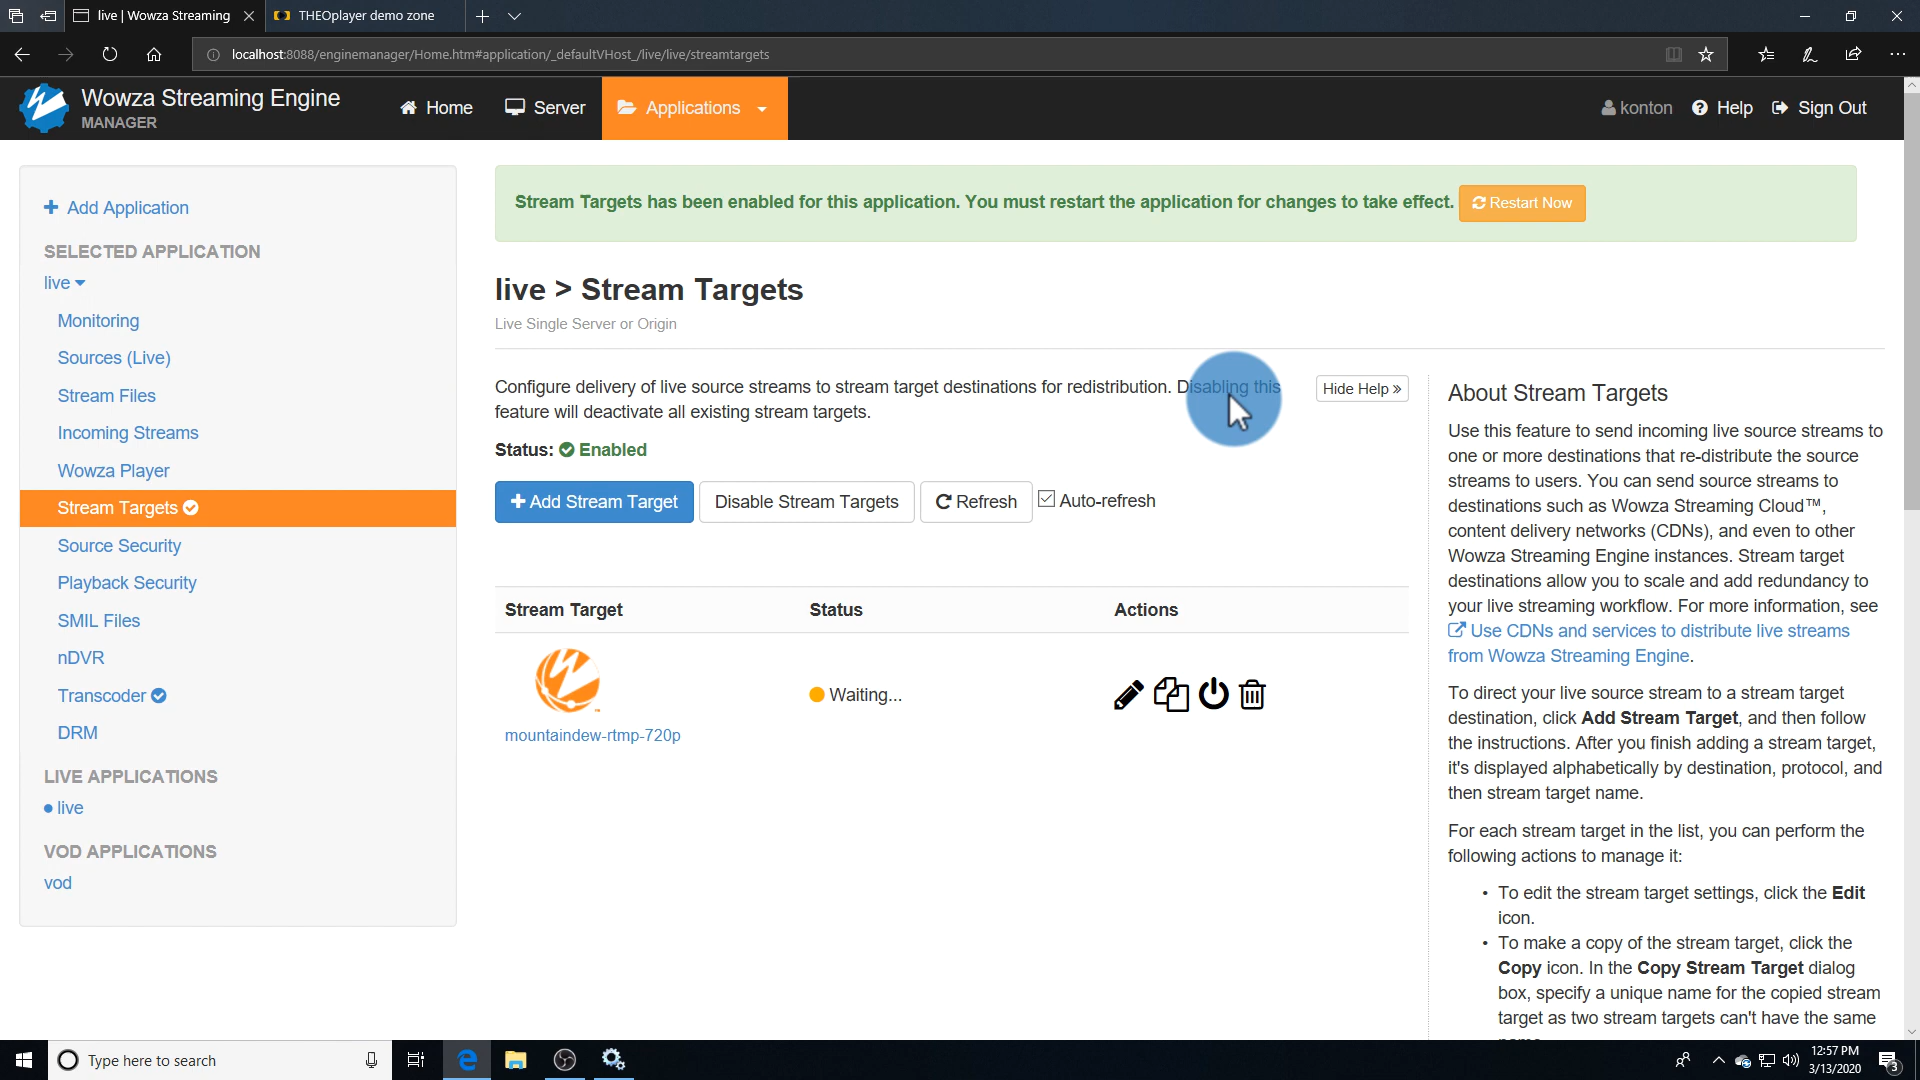 live | Wowza Streaming
THEOplayer demo zone
localhost:8088/enginemanager/Home.htm#application/_defaultVHost_/live/live/streamtargets
Wowza Streaming Engine
MANAGER
Home
Server
Applications
konton
Help
Sign Out
Add Application
SELECTED APPLICATION
live
Monitoring
Sources (Live)
Stream Files
Incoming Streams
Wowza Player
Stream Targets
Source Security
Playback Security
SMIL Files
nDVR
Transcoder
DRM
LIVE APPLICATIONS
live
VOD APPLICATIONS
vod
Stream Targets has been enabled for this application. You must restart the application for changes to take effect.
Restart Now
live > Stream Targets
Live Single Server or Origin
Configure delivery of live source streams to stream target destinations for redistribution. Disabling this
feature will deactivate all existing stream targets.
Hide Help »
Status: Enabled
Add Stream Target
Disable Stream Targets
Refresh
Auto-refresh
Stream Target Status Actions
Waiting...
mountaindew-rtmp-720p
About Stream Targets
Use this feature to send incoming live source streams to
one or more destinations that re-distribute the source
streams to users. You can send source streams to
destinations such as Wowza Streaming Cloud™,
content delivery networks (CDNs), and even to other
Wowza Streaming Engine instances. Stream target
destinations allow you to scale and add redundancy to
your live streaming workflow. For more information, see
Use CDNs and services to distribute live streams
from Wowza Streaming Engine.
To direct your live source stream to a stream target
destination, click Add Stream Target, and then follow
the instructions. After you finish adding a stream target,
it's displayed alphabetically by destination, protocol, and
then stream target name.
For each stream target in the list, you can perform the
following actions to manage it:
• To edit the stream target settings, click the Edit
icon.
• To make a copy of the stream target, click the
Copy icon. In the Copy Stream Target dialog
box, specify a unique name for the copied stream
target as two stream targets can't have the same
Type here to search
12:57 PM
3/13/2020
3